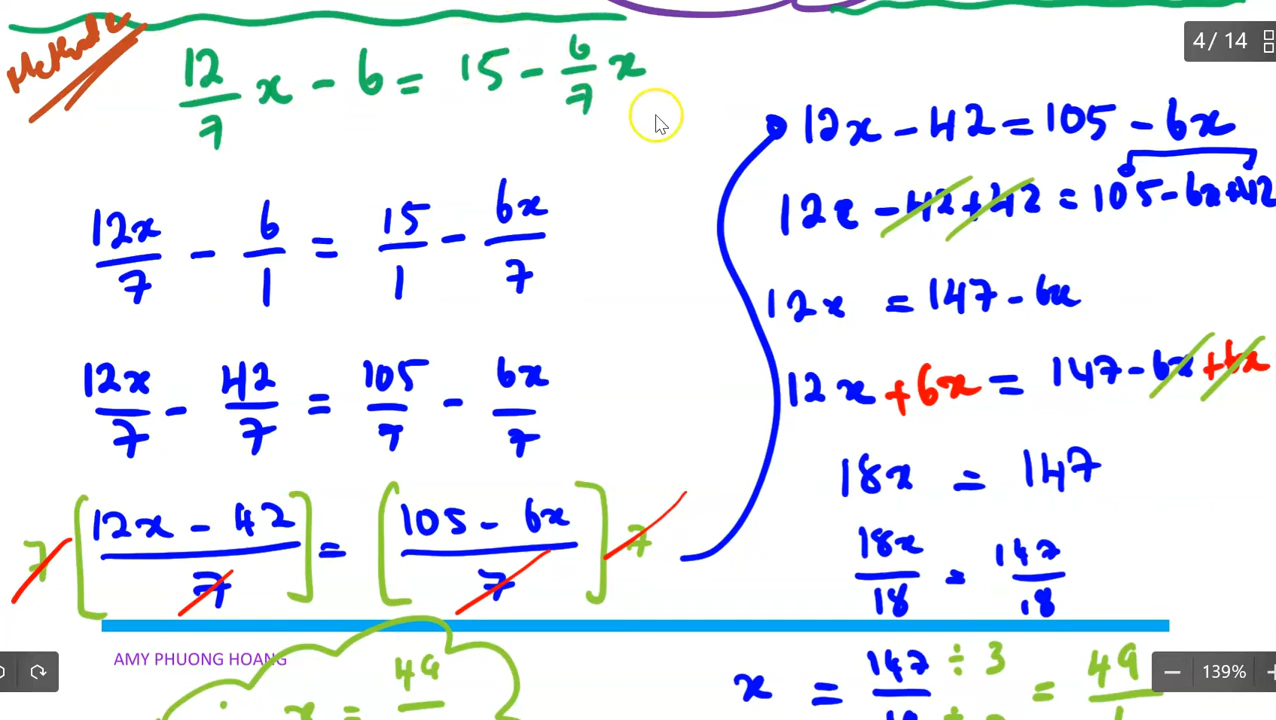 Method
12/7 x - 6 = 15 - 6/7 x
12x/7 - 6/1 = 15/1 - 6x/7
12x/7 - 42/7 = 105/7 - 6x/7
7 [ (12x - 42)/7 ] = [ (105 - 6x)/7 ] 7
12x - 42 = 105 - 6x
12x - 42 + 42 = 105 - 6x + 42
12x = 147 - 6x
12x + 6x = 147 - 6x + 6x
18x = 147
18x/18 = 147/18
x = 147 ÷ 3 = 49
x = 49
AMY PHUONG HOANG
4 / 14
139%